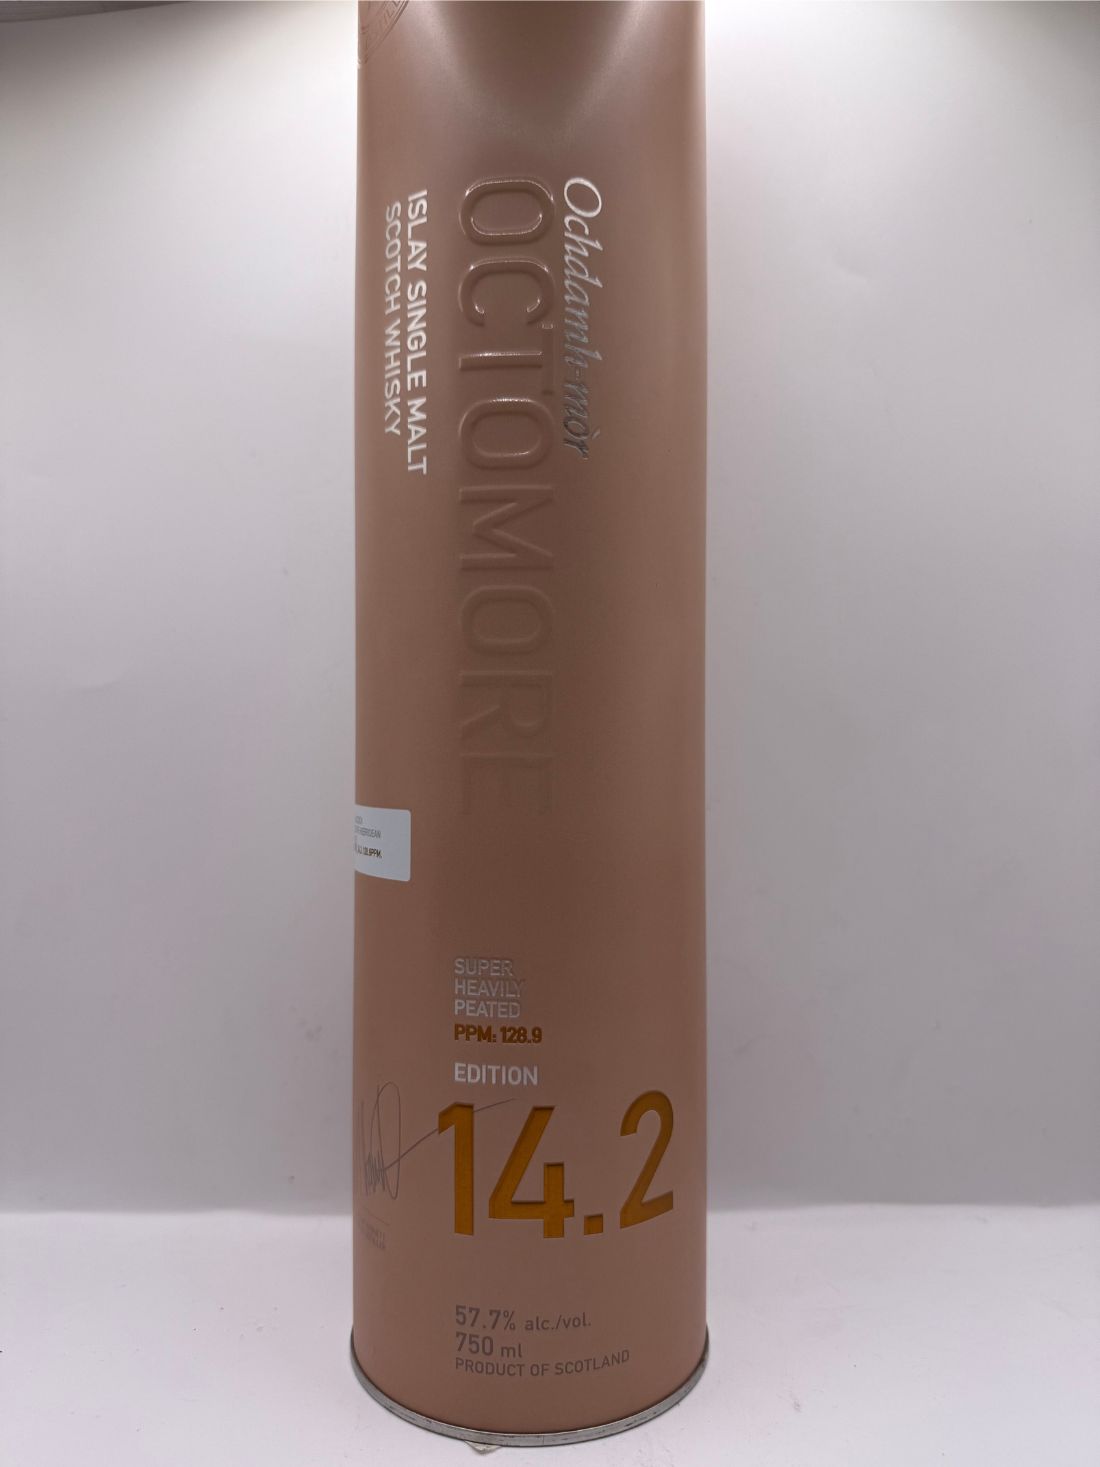 Ochdamh-mòr
OCTOMORE
ISLAY SINGLE MALT
SCOTCH WHISKY
SUPER
HEAVILY
PEATED
PPM: 128.9
EDITION
14.2
57.7% alc./vol.
750 ml
PRODUCT OF SCOTLAND